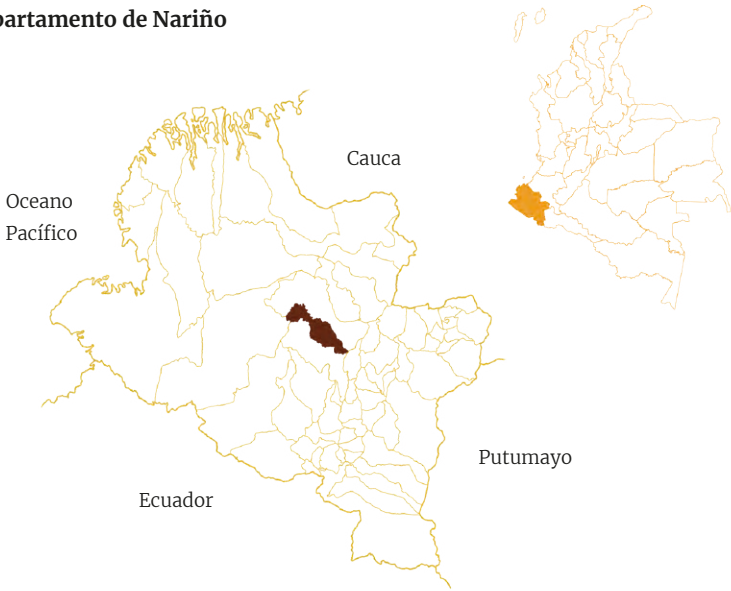 partamento de Nariño
Cauca
Oceano
Pacífico
Putumayo
Ecuador